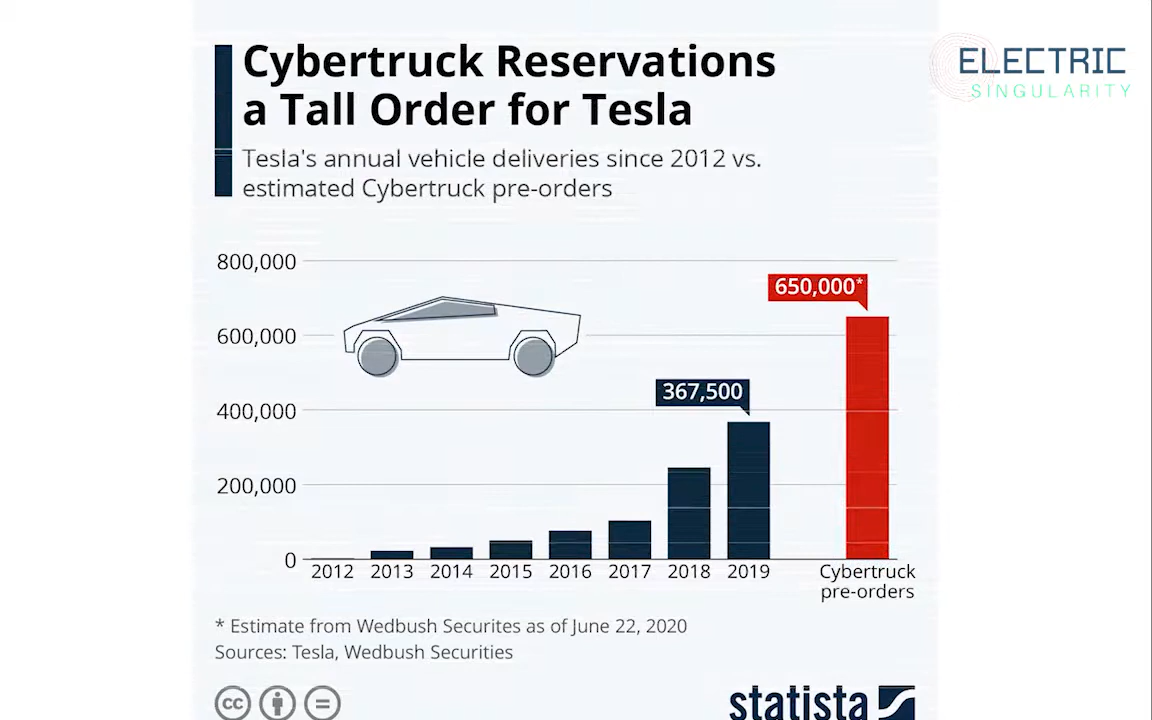 Cybertruck Reservations
a Tall Order for Tesla
Tesla's annual vehicle deliveries since 2012 vs.
estimated Cybertruck pre-orders
ELECTRIC
SINGULARITY
800,000
600,000
400,000
200,000
0
650,000*
367,500
2012 2013 2014 2015 2016 2017 2018 2019
Cybertruck
pre-orders
* Estimate from Wedbush Securites as of June 22, 2020
Sources: Tesla, Wedbush Securities
cc
statista